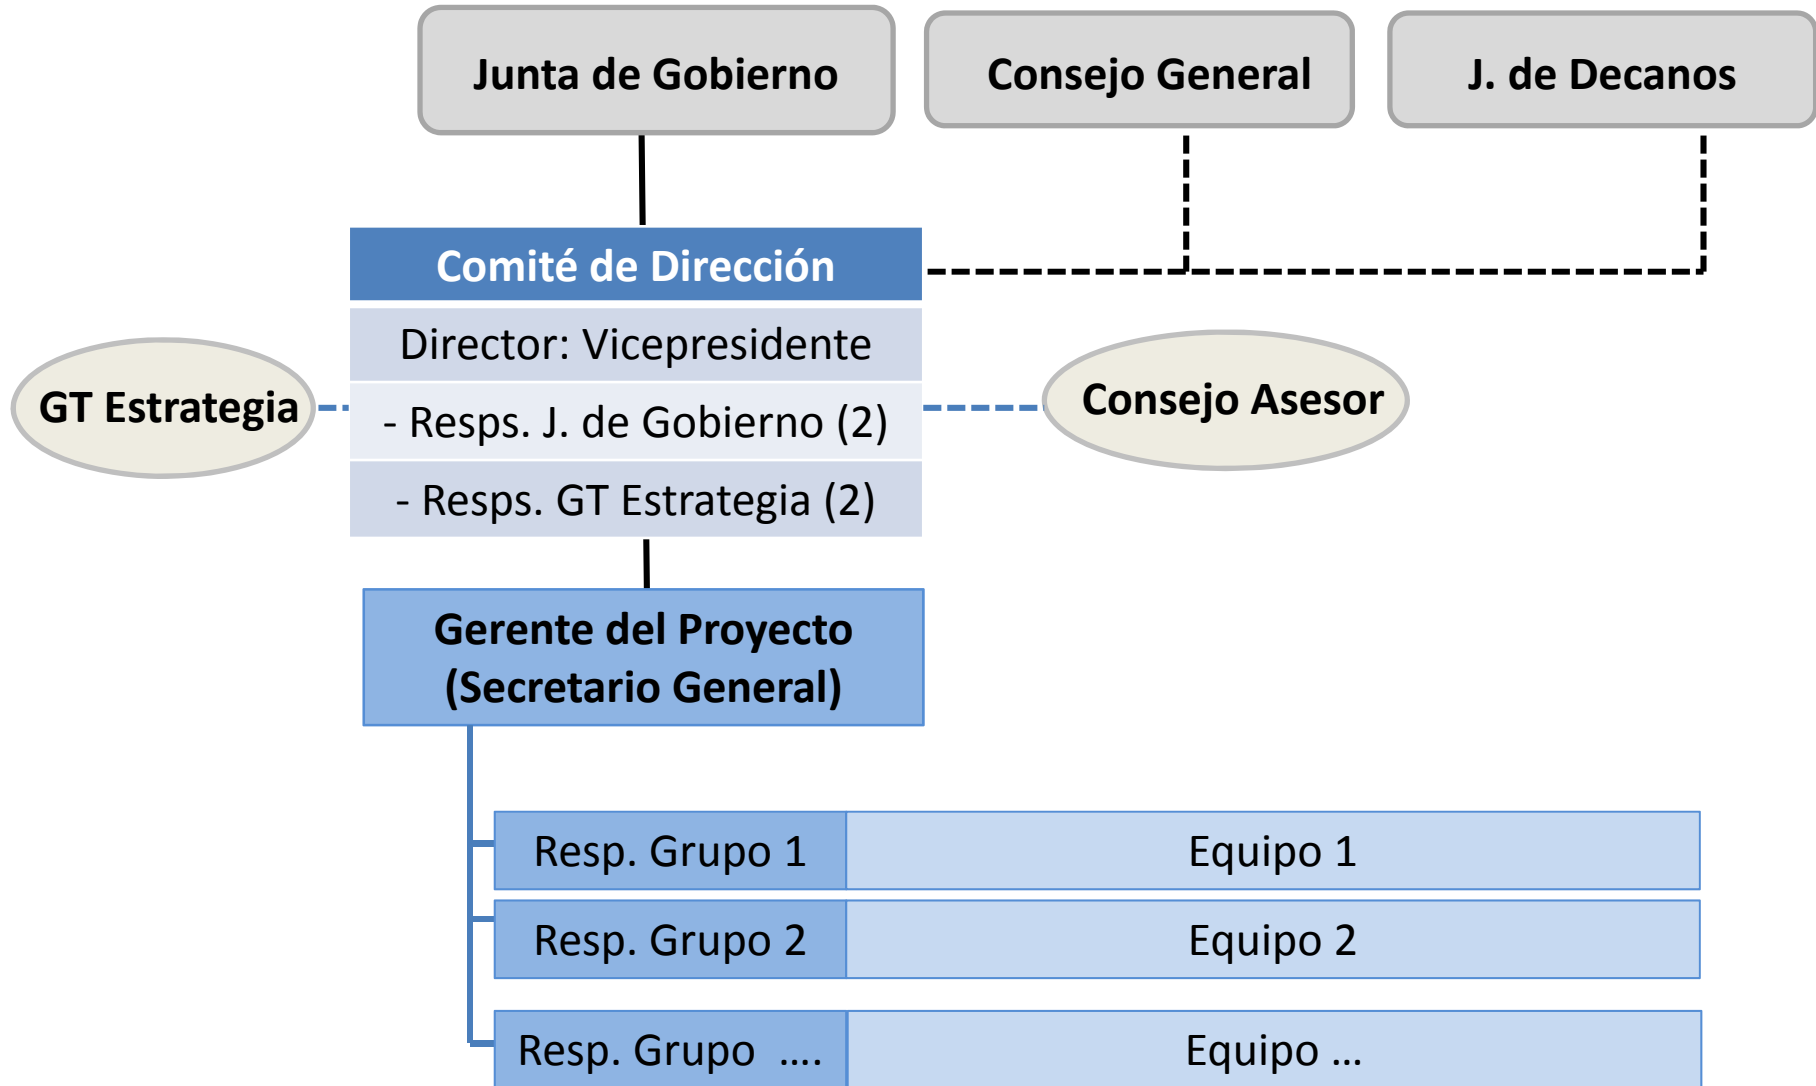 Junta de Gobierno
Consejo General
J. de Decanos
Comité de Dirección
Director: Vicepresidente
GT Estrategia
- Resps. J. de Gobierno (2)
Consejo Asesor
- Resps. GT Estrategia (2)
Gerente del Proyecto
(Secretario General)
Resp. Grupo 1
Equipo 1
Resp. Grupo 2
Equipo 2
Resp. Grupo ....
Equipo ...